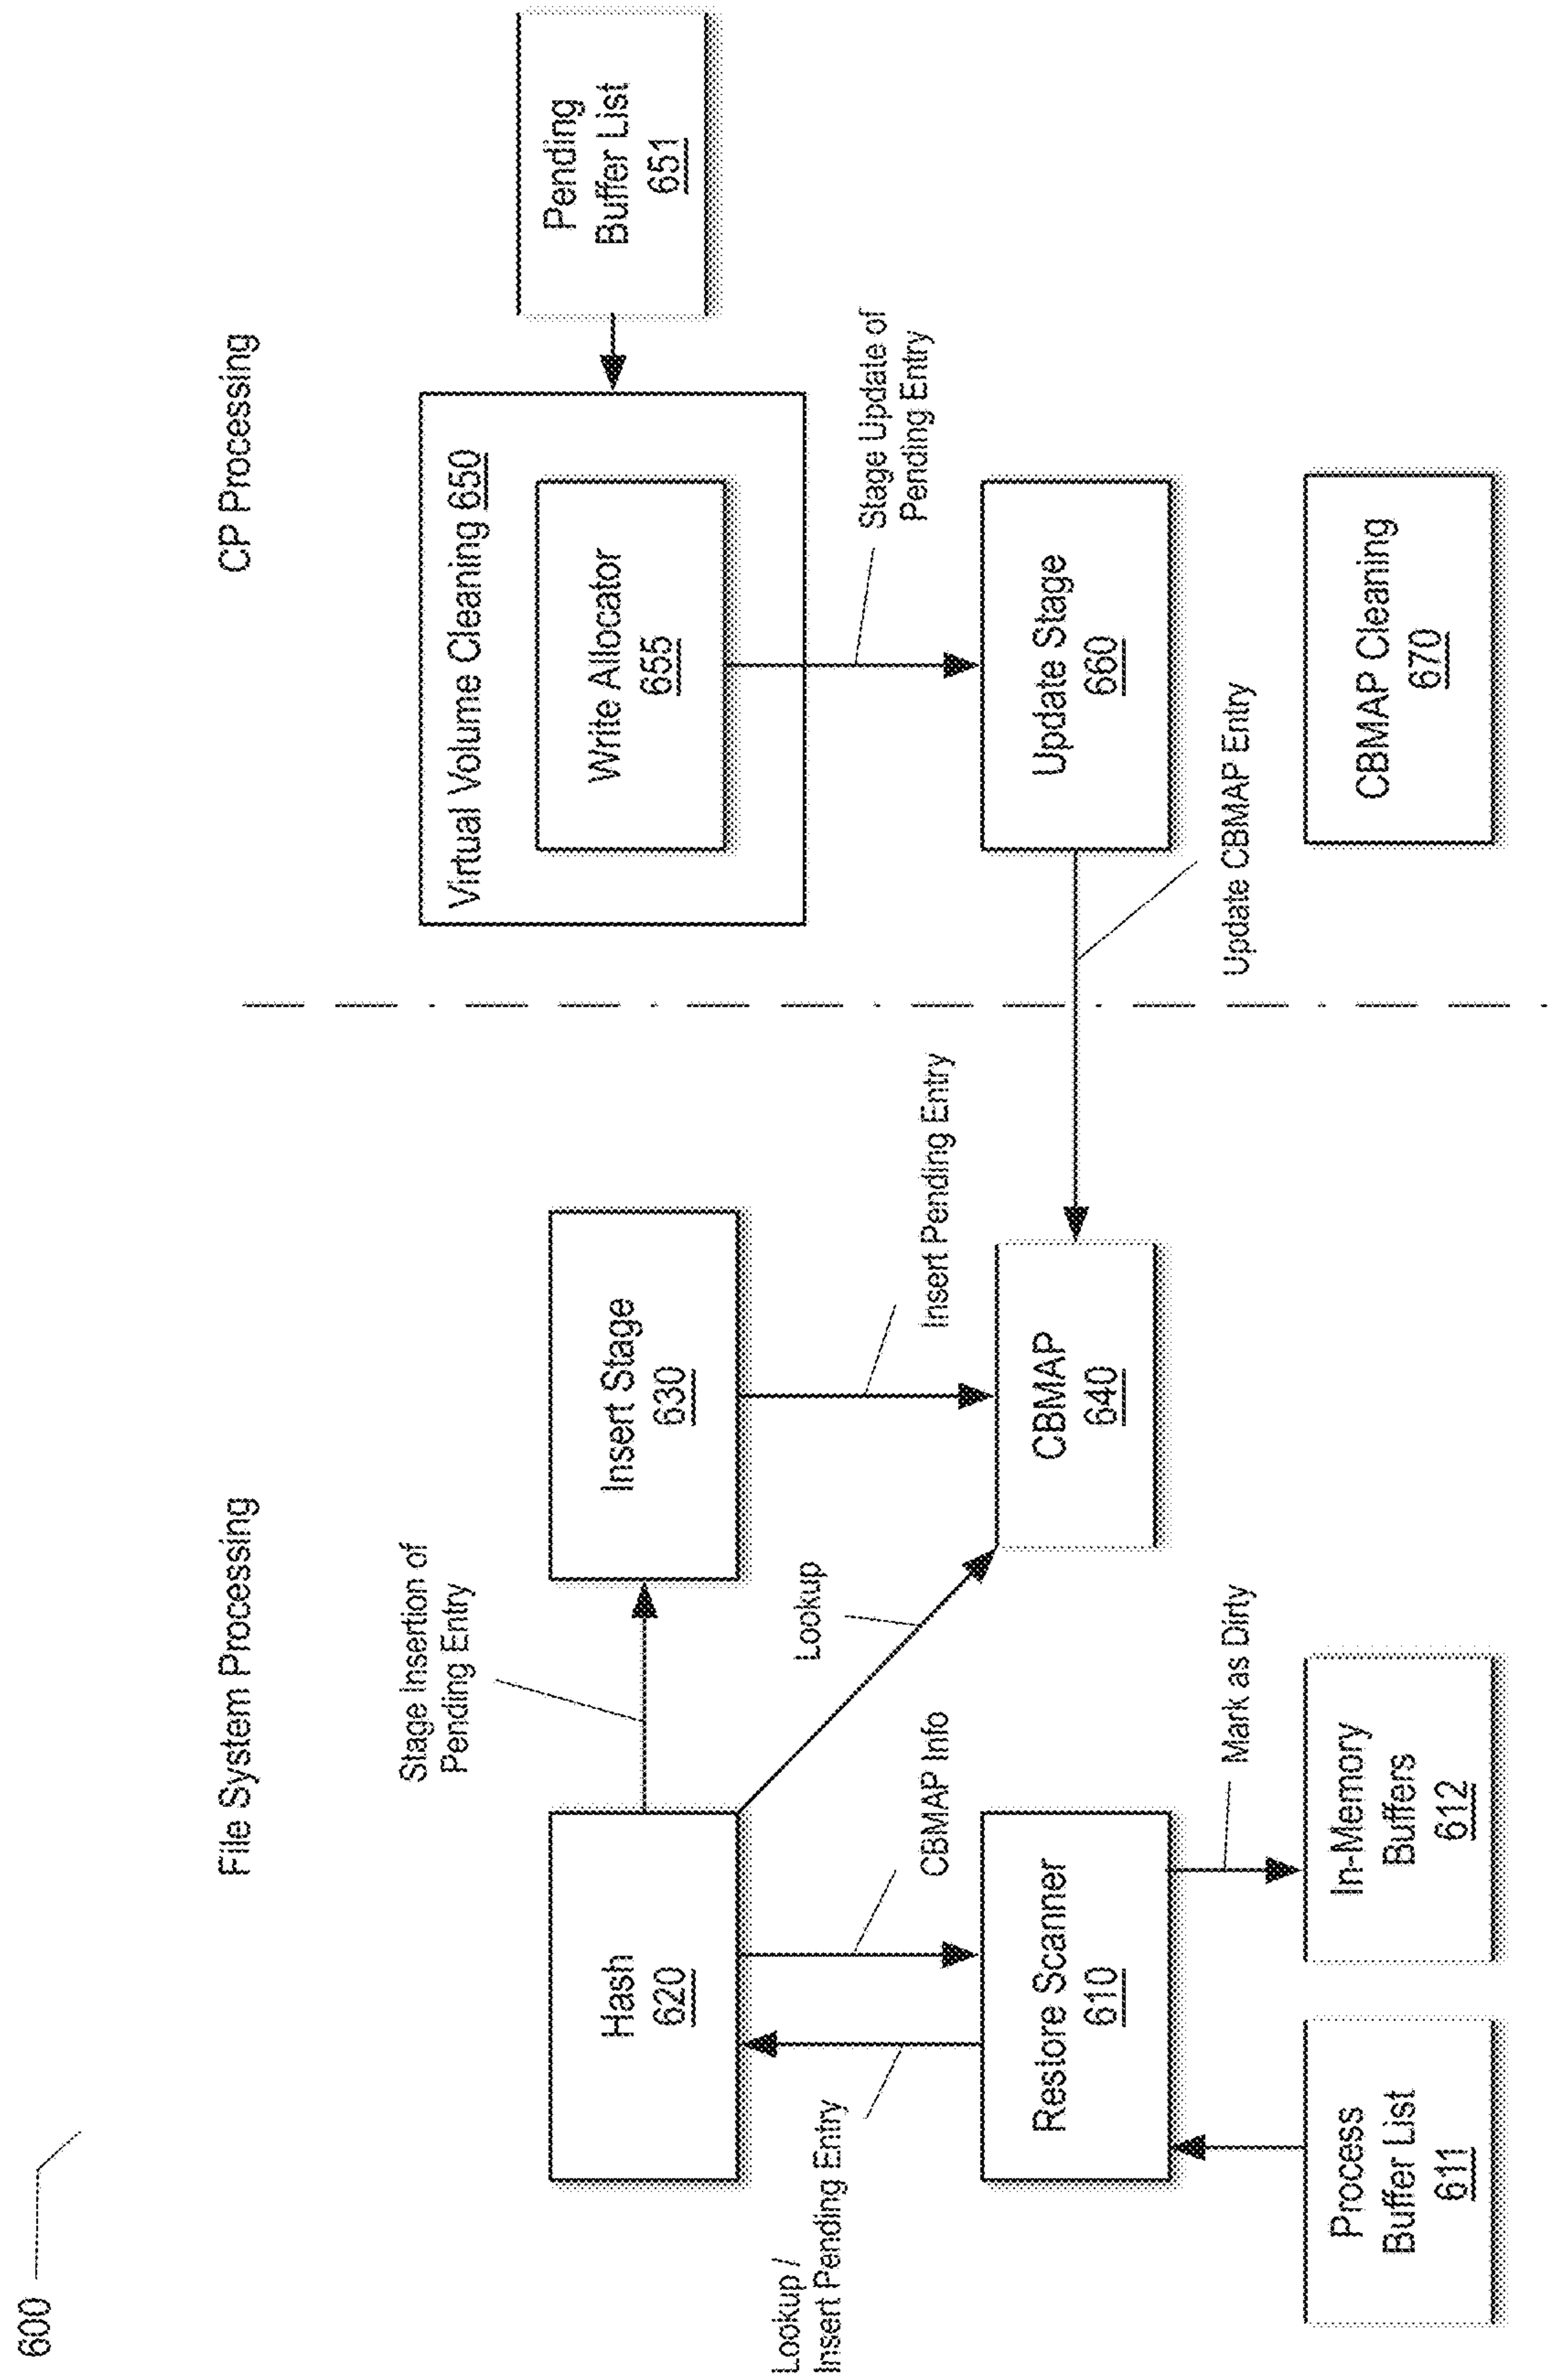 600
File System Processing
CP Processing
Stage Insertion of
Pending Entry
Hash
620
Insert Stage
630
Virtual Volume Cleaning 650
Write Allocator
655
Pending
Buffer List
651
Lookup /
Insert Pending Entry
CBMAP Info
Lookup
Insert Pending Entry
Stage Update of
Pending Entry
Restore Scanner
610
CBMAP
640
Update Stage
660
Mark as Dirty
Update CBMAP Entry
Process
Buffer List
611
In-Memory
Buffers
612
CBMAP Cleaning
670